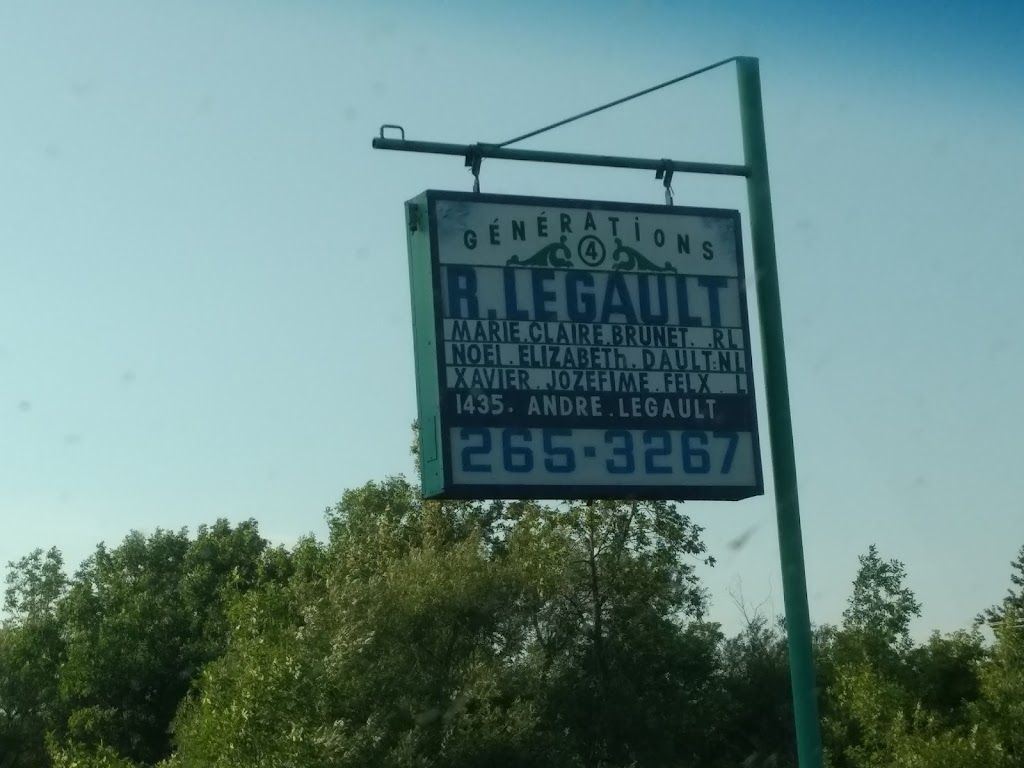 GÉNÉRATiONS
4
R.LEGAULT
MARIE.CLAIRE.BRUNET. .RL
NOEL.ELIZABETh.DAULT:NL
XAVIER.JOZEFIME.FELX. L
1435. ANDRE.LEGAULT
265-3267